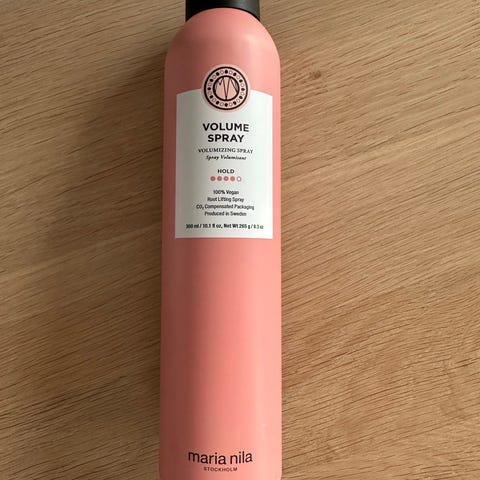 VOLUME
SPRAY
VOLUMIZING SPRAY
Spray Volumisant
HOLD
100% Vegan
Root Lifting Spray
CO₂ Compensated Packaging
Produced in Sweden
300 ml / 10.1 fl oz, Net Wt 265 g / 9.3 oz
maria nila
STOCKHOLM